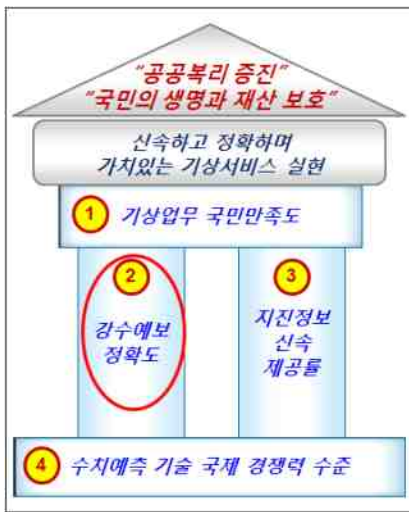 "공공복리 증진"
"국민의 생명과 재산 보호"
신속하고 정확하며
가치있는 기상서비스 실현
1 기상업무 국민만족도
2
강수예보
정확도
3
지진정보
신속
제공률
4 수치예측 기술 국제 경쟁력 수준